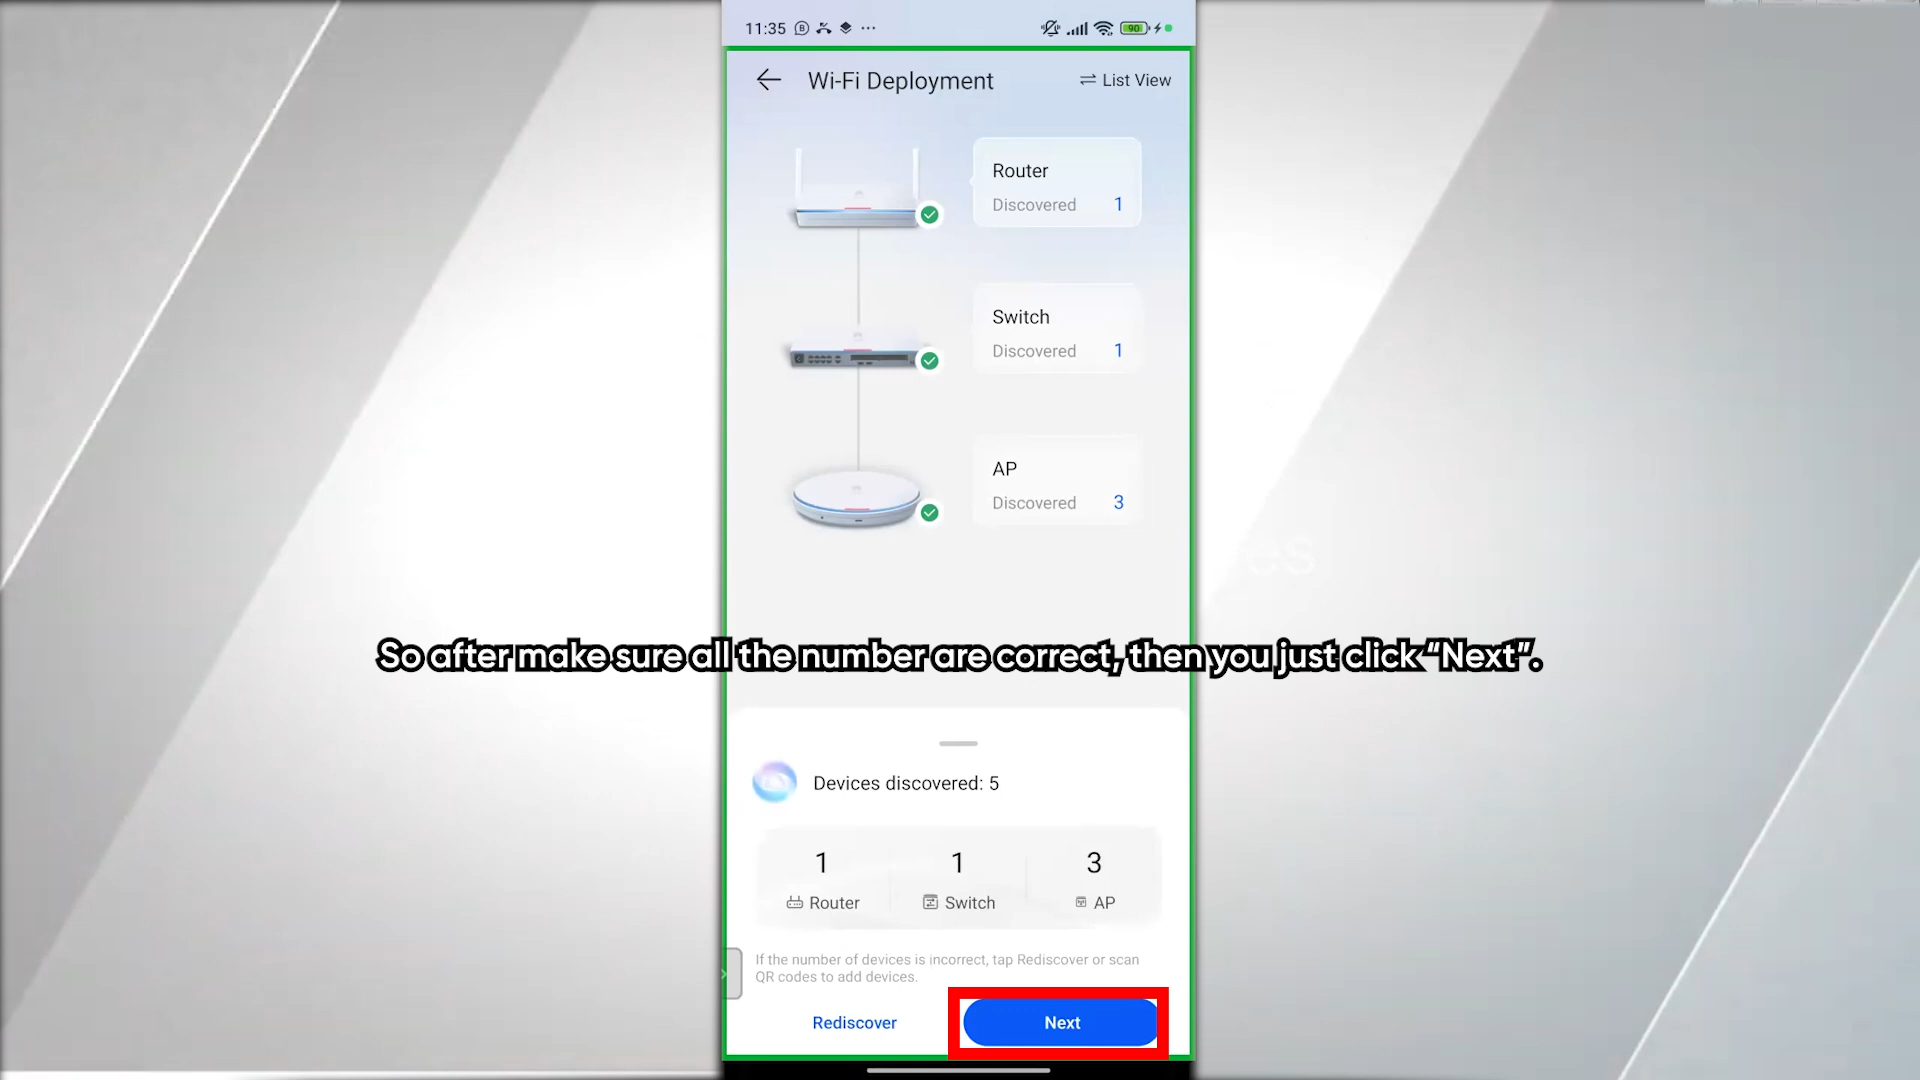 11:35
90
Wi-Fi Deployment
List View
Router
Discovered 1
Switch
Discovered 1
AP
Discovered 3
So after make sure all the number are correct, then you just click “Next”.
Devices discovered: 5
1 1 3
Router Switch AP
If the number of devices is incorrect, tap Rediscover or scan
QR codes to add devices.
Rediscover Next